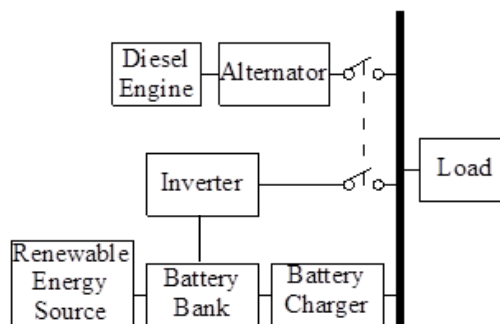 Diesel
Engine
Alternator
Inverter
Load
Renewable
Energy
Source
Battery
Bank
Battery
Charger